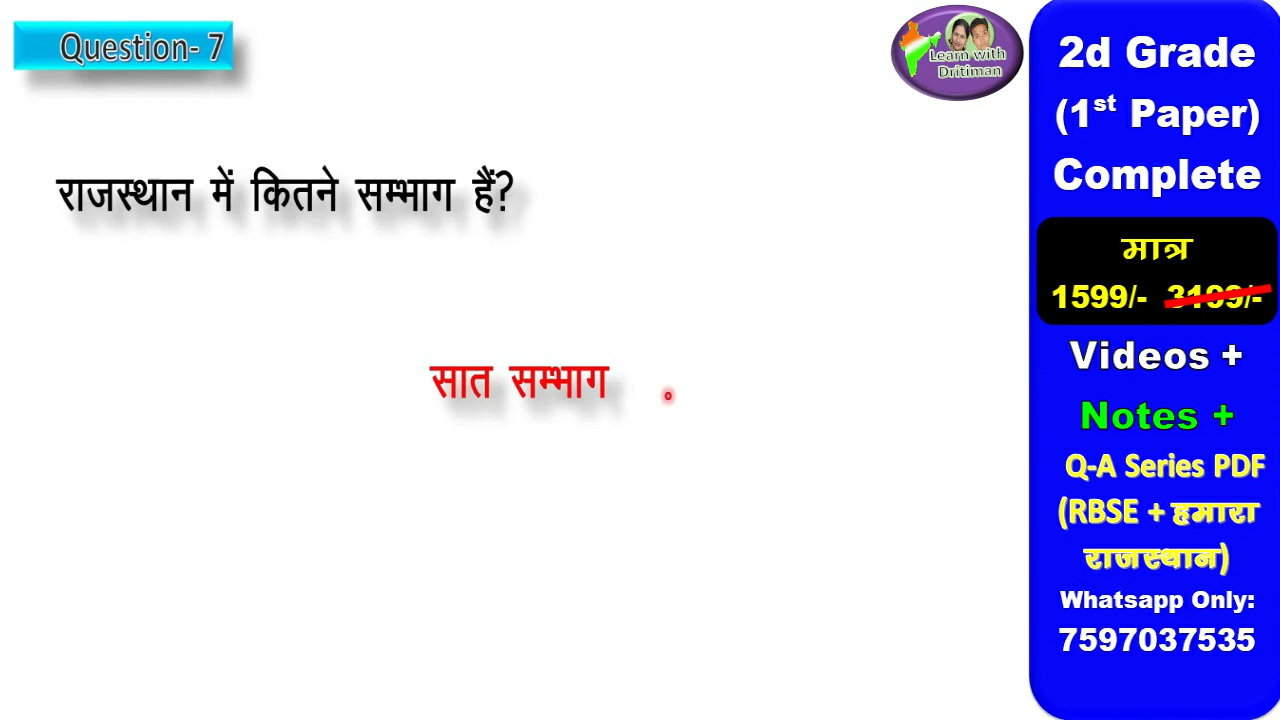 Question- 7
Learn with
Dritiman
राजस्थान में कितने सम्भाग हैं?
सात सम्भाग
2d Grade
(1st Paper)
Complete
मात्र
1599/- 3199/-
Videos +
Notes +
Q-A Series PDF
(RBSE + हमारा
राजस्थान)
Whatsapp Only:
7597037535